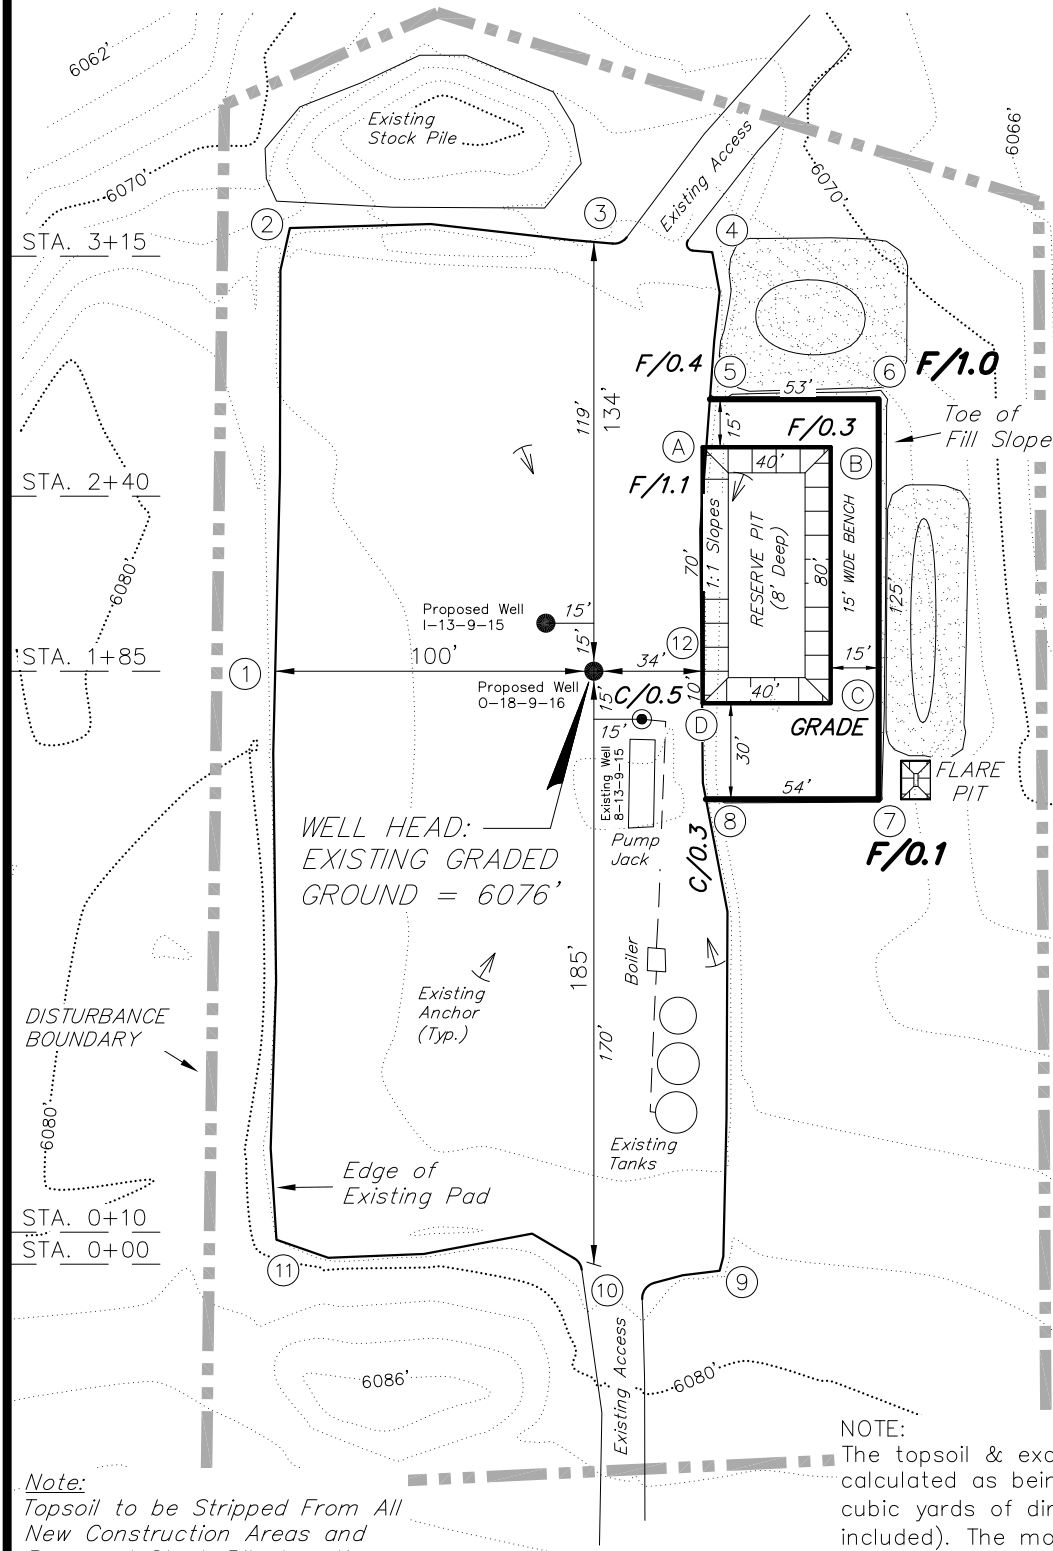 6062'
Existing
Stock Pile
Existing Access
6066'
6070'
6070'
2
3
4
STA. 3+15
F/0.4
5
6
F/1.0
53'
Toe of
Fill Slope
119'
134'
15'
F/0.3
A
B
40'
STA. 2+40
F/1.1
1:1 Slopes
RESERVE PIT
(8' Deep)
15' WIDE BENCH
70'
80'
125'
6080'
Proposed Well
I-13-9-15
15'
15'
12
STA. 1+85
1
100'
34'
15'
Proposed Well
O-18-9-16
15'
C/0.5
10'
40'
C
15'
D
GRADE
30'
Existing Well
8-13-9-15
FLARE
PIT
54'
WELL HEAD:
EXISTING GRADED
GROUND = 6076'
Pump
Jack
C/0.3
8
7
F/0.1
185'
Boiler
Existing
Anchor
(Typ.)
DISTURBANCE
BOUNDARY
170'
6080'
Existing
Tanks
Edge of
Existing Pad
STA. 0+10
STA. 0+00
11
10
9
6086'
Existing Access
6080'
NOTE:
The topsoil &
calculated as
cubic yards of
included). The
Note:
Topsoil to be Stripped From All
New Construction Areas and